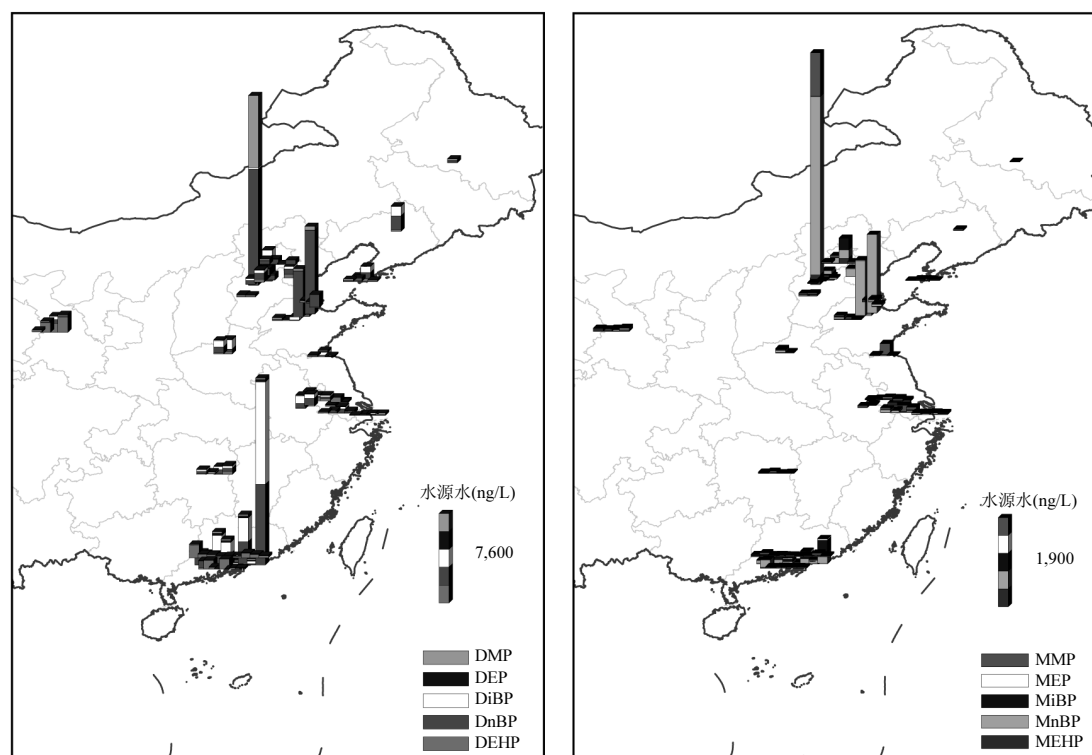 水源水(ng/L)
7,600
DMP
DEP
DiBP
DnBP
DEHP
水源水(ng/L)
1,900
MMP
MEP
MiBP
MnBP
MEHP